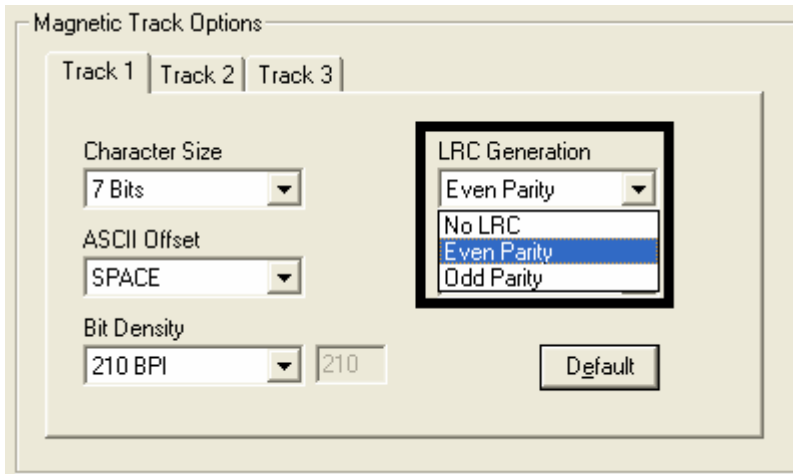 Magnetic Track Options
Track 1 Track 2 Track 3
Character Size
7 Bits
ASCII Offset
SPACE
Bit Density
210 BPI 210
LRC Generation
Even Parity
No LRC
Even Parity
Odd Parity
Default